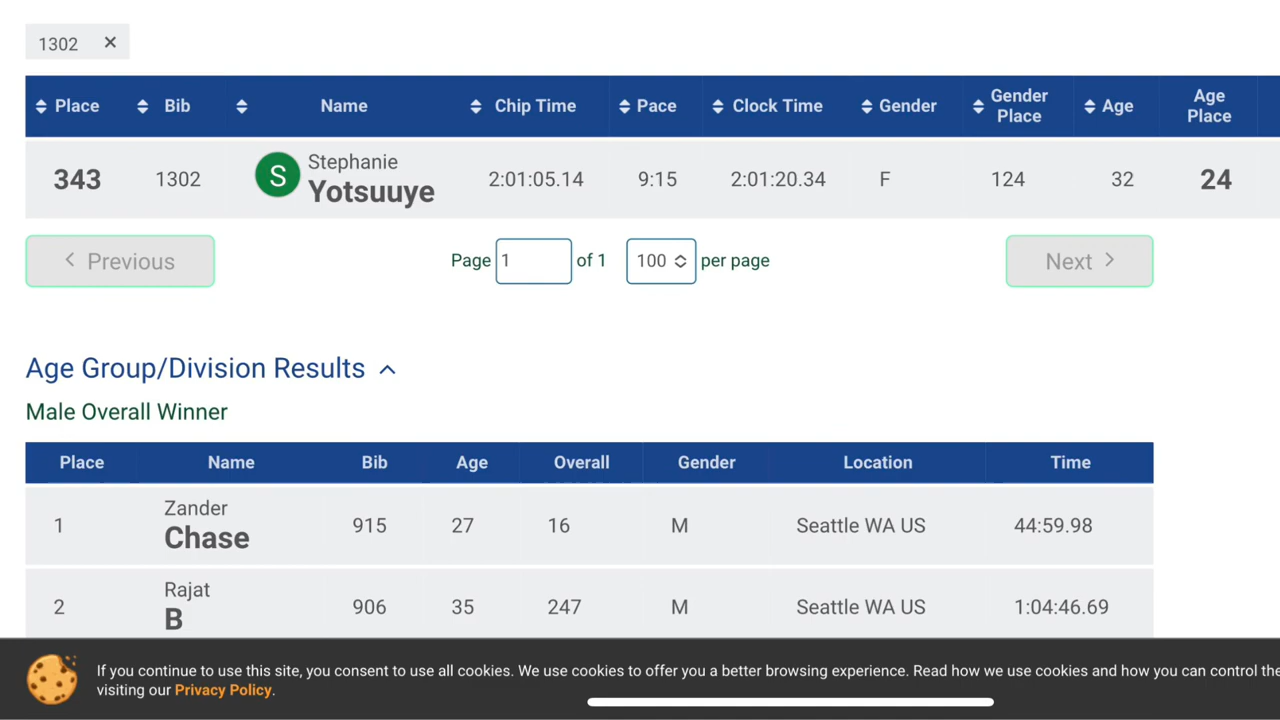 1302 ✕
Place Bib Name Chip Time Pace Clock Time Gender Gender Place Age Age Place
343 1302 S Stephanie Yotsuuye 2:01:05.14 9:15 2:01:20.34 F 124 32 24
Previous Page 1 of 1 100 per page Next
Age Group/Division Results
Male Overall Winner
Place Name Bib Age Overall Gender Location Time
1 Zander Chase 915 27 16 M Seattle WA US 44:59.98
2 Rajat B 906 35 247 M Seattle WA US 1:04:46.69
If you continue to use this site, you consent to use all cookies. We use cookies to offer you a better browsing experience. Read how we use cookies and how you can control the
visiting our Privacy Policy.